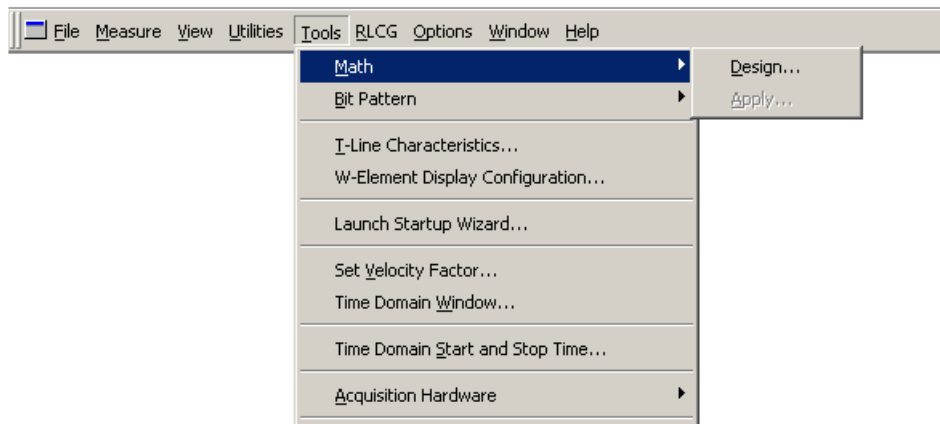 File Measure View Utilities Tools RLCG Options Window Help
Math
Design...
Bit Pattern
Apply...
T-Line Characteristics...
W-Element Display Configuration...
Launch Startup Wizard...
Set Velocity Factor...
Time Domain Window...
Time Domain Start and Stop Time...
Acquisition Hardware